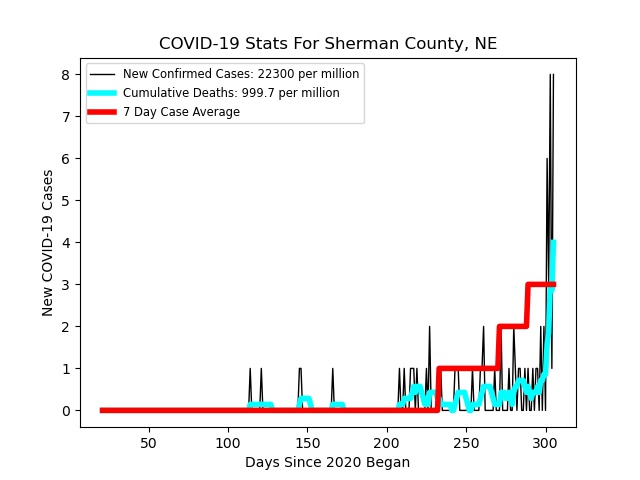 COVID-19 Stats For Sherman County, NE
New Confirmed Cases: 22300 per million
Cumulative Deaths: 999.7 per million
7 Day Case Average
New COVID-19 Cases
8
7
6
5
4
3
2
1
0
50 100 150 200 250 300
Days Since 2020 Began